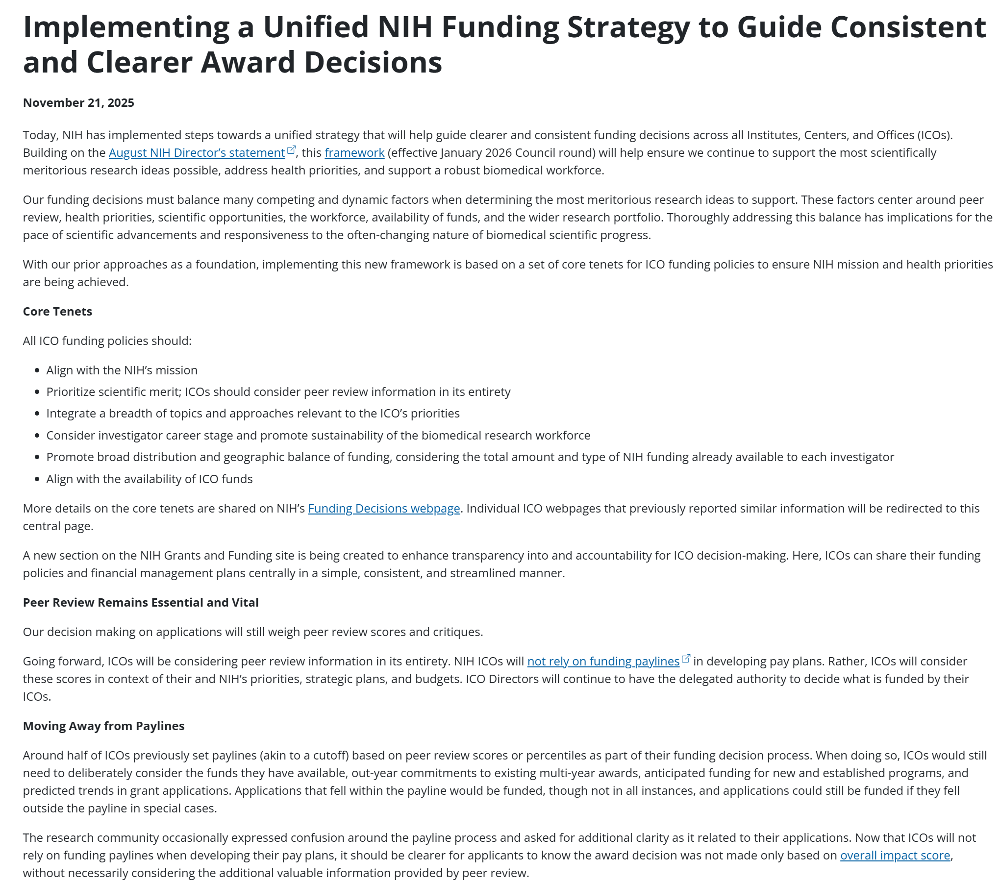 Implementing a Unified NIH Funding Strategy to Guide Consistent
and Clearer Award Decisions
November 21, 2025
Today, NIH has implemented steps towards a unified strategy that will help guide clearer and consistent funding decisions across all Institutes, Centers, and Offices (ICOs).
Building on the August NIH Director’s statement, this framework (effective January 2026 Council round) will help ensure we continue to support the most scientifically
meritorious research ideas possible, address health priorities, and support a robust biomedical workforce.
Our funding decisions must balance many competing and dynamic factors when determining the most meritorious research ideas to support. These factors center around peer
review, health priorities, scientific opportunities, the workforce, availability of funds, and the wider research portfolio. Thoroughly addressing this balance has implications for the
pace of scientific advancements and responsiveness to the often-changing nature of biomedical scientific progress.
With our prior approaches as a foundation, implementing this new framework is based on a set of core tenets for ICO funding policies to ensure NIH mission and health priorities
are being achieved.
Core Tenets
All ICO funding policies should:
• Align with the NIH’s mission
• Prioritize scientific merit; ICOs should consider peer review information in its entirety
• Integrate a breadth of topics and approaches relevant to the ICO’s priorities
• Consider investigator career stage and promote sustainability of the biomedical research workforce
• Promote broad distribution and geographic balance of funding, considering the total amount and type of NIH funding already available to each investigator
• Align with the availability of ICO funds
More details on the core tenets are shared on NIH’s Funding Decisions webpage. Individual ICO webpages that previously reported similar information will be redirected to this
central page.
A new section on the NIH Grants and Funding site is being created to enhance transparency into and accountability for ICO decision-making. Here, ICOs can share their funding
policies and financial management plans centrally in a simple, consistent, and streamlined manner.
Peer Review Remains Essential and Vital
Our decision making on applications will still weigh peer review scores and critiques.
Going forward, ICOs will be considering peer review information in its entirety. NIH ICOs will not rely on funding paylines in developing pay plans. Rather, ICOs will consider
these scores in context of their and NIH’s priorities, strategic plans, and budgets. ICO Directors will continue to have the delegated authority to decide what is funded by their
ICOs.
Moving Away from Paylines
Around half of ICOs previously set paylines (akin to a cutoff) based on peer review scores or percentiles as part of their funding decision process. When doing so, ICOs would still
need to deliberately consider the funds they have available, out-year commitments to existing multi-year awards, anticipated funding for new and established programs, and
predicted trends in grant applications. Applications that fell within the payline would be funded, though not in all instances, and applications could still be funded if they fell
outside the payline in special cases.
The research community occasionally expressed confusion around the payline process and asked for additional clarity as it related to their applications. Now that ICOs will not
rely on funding paylines when developing their pay plans, it should be clearer for applicants to know the award decision was not made only based on overall impact score,
without necessarily considering the additional valuable information provided by peer review.